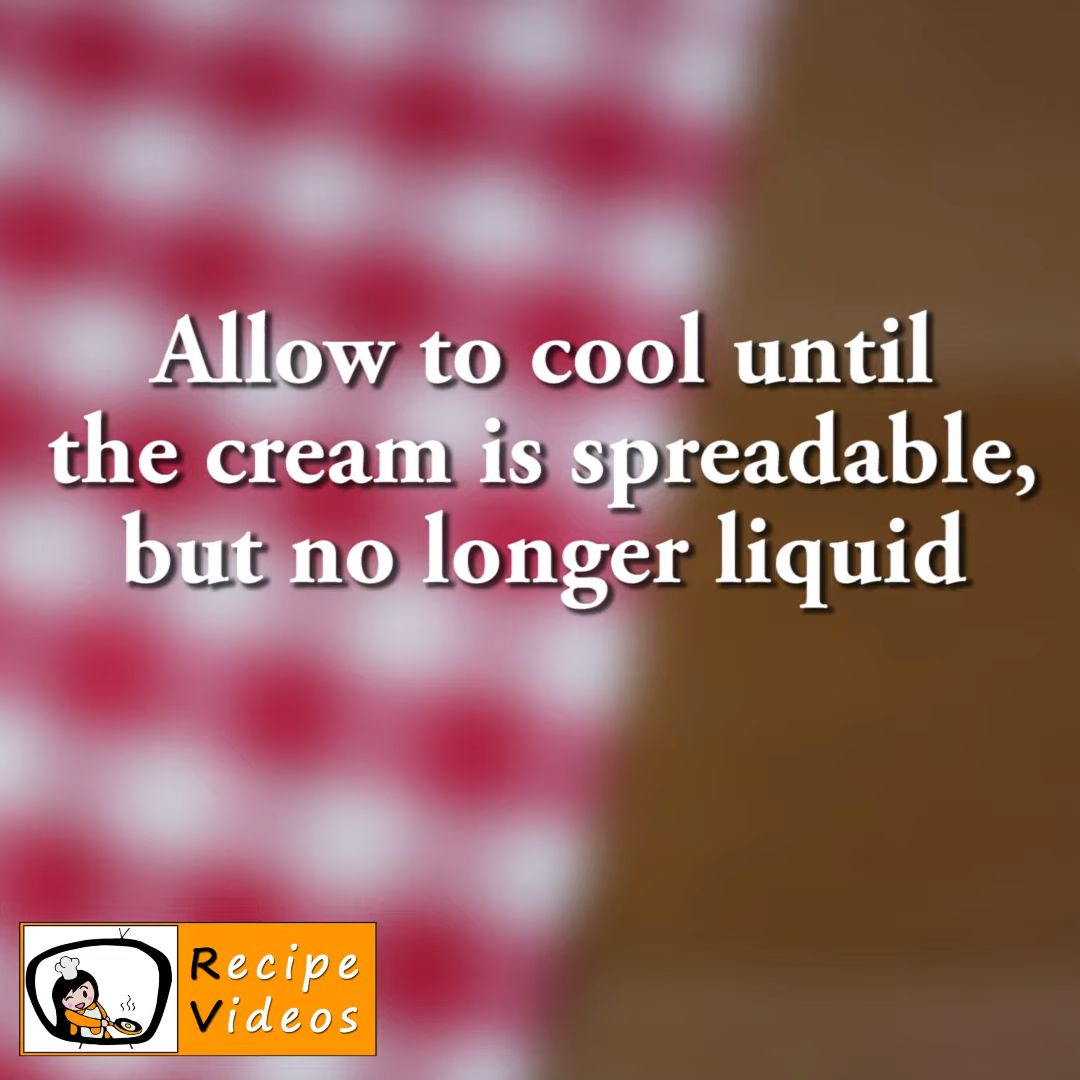 Allow to cool until
the cream is spreadable,
but no longer liquid
Recipe
Videos